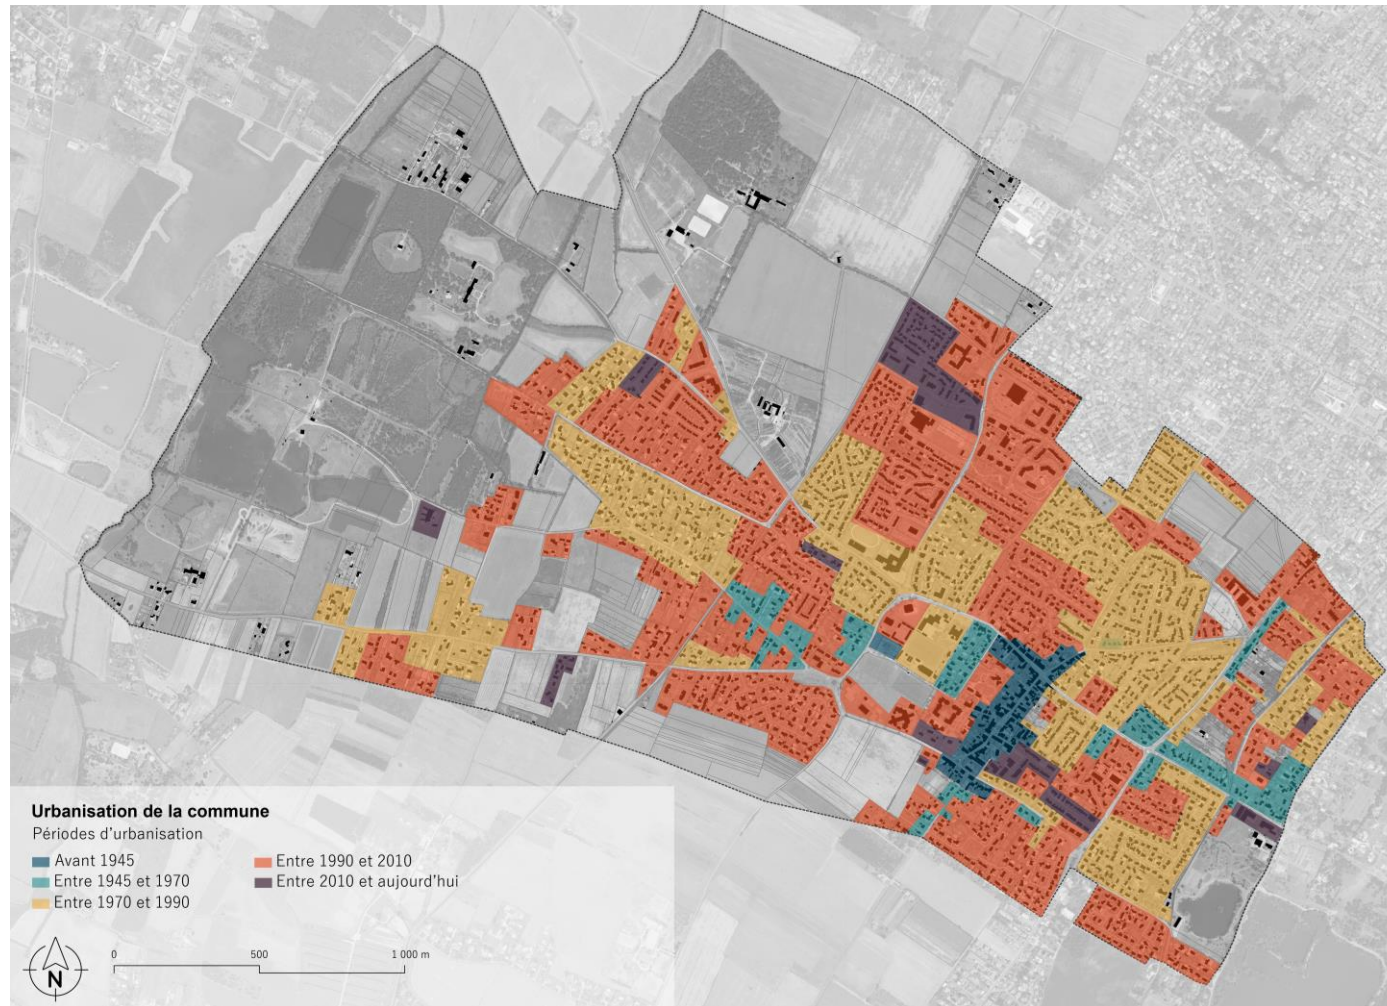 Urbanisation de la commune
Périodes d'urbanisation
Avant 1945
Entre 1945 et 1970
Entre 1970 et 1990
Entre 1990 et 2010
Entre 2010 et aujourd'hui
N
0 500 1 000 m